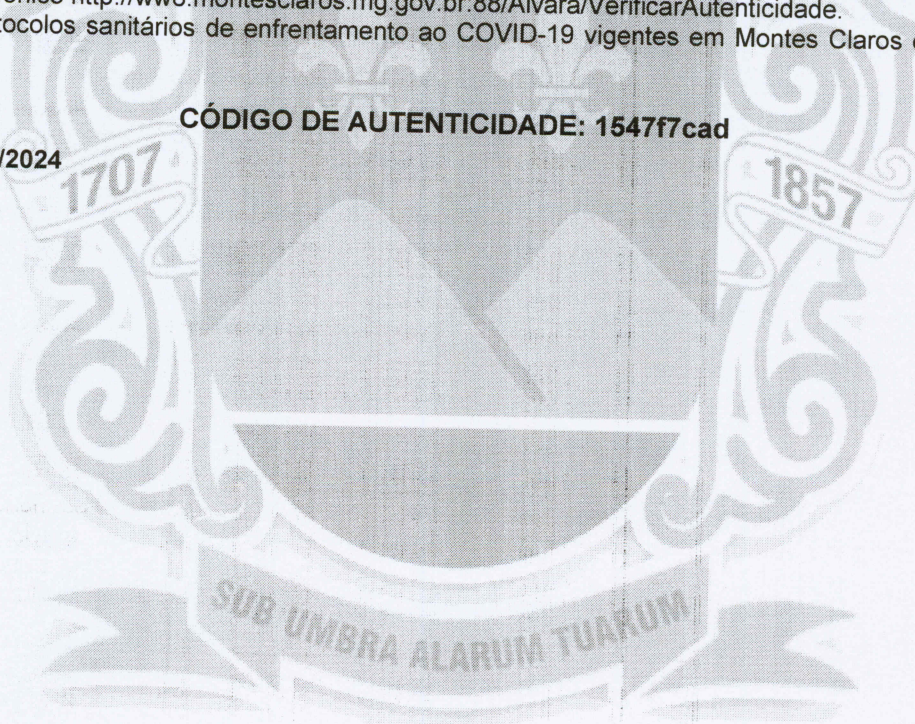 http://www8.montesclaros.mg.gov.br:88/Alvara/VerificarAutenticidade.
tocolos sanitários de enfrentamento ao COVID-19 vigentes em Montes Claros
CÓDIGO DE AUTENTICIDADE: 1547f7cad
/2024
1707
1857
SUB UMBRA ALARUM TUARUM